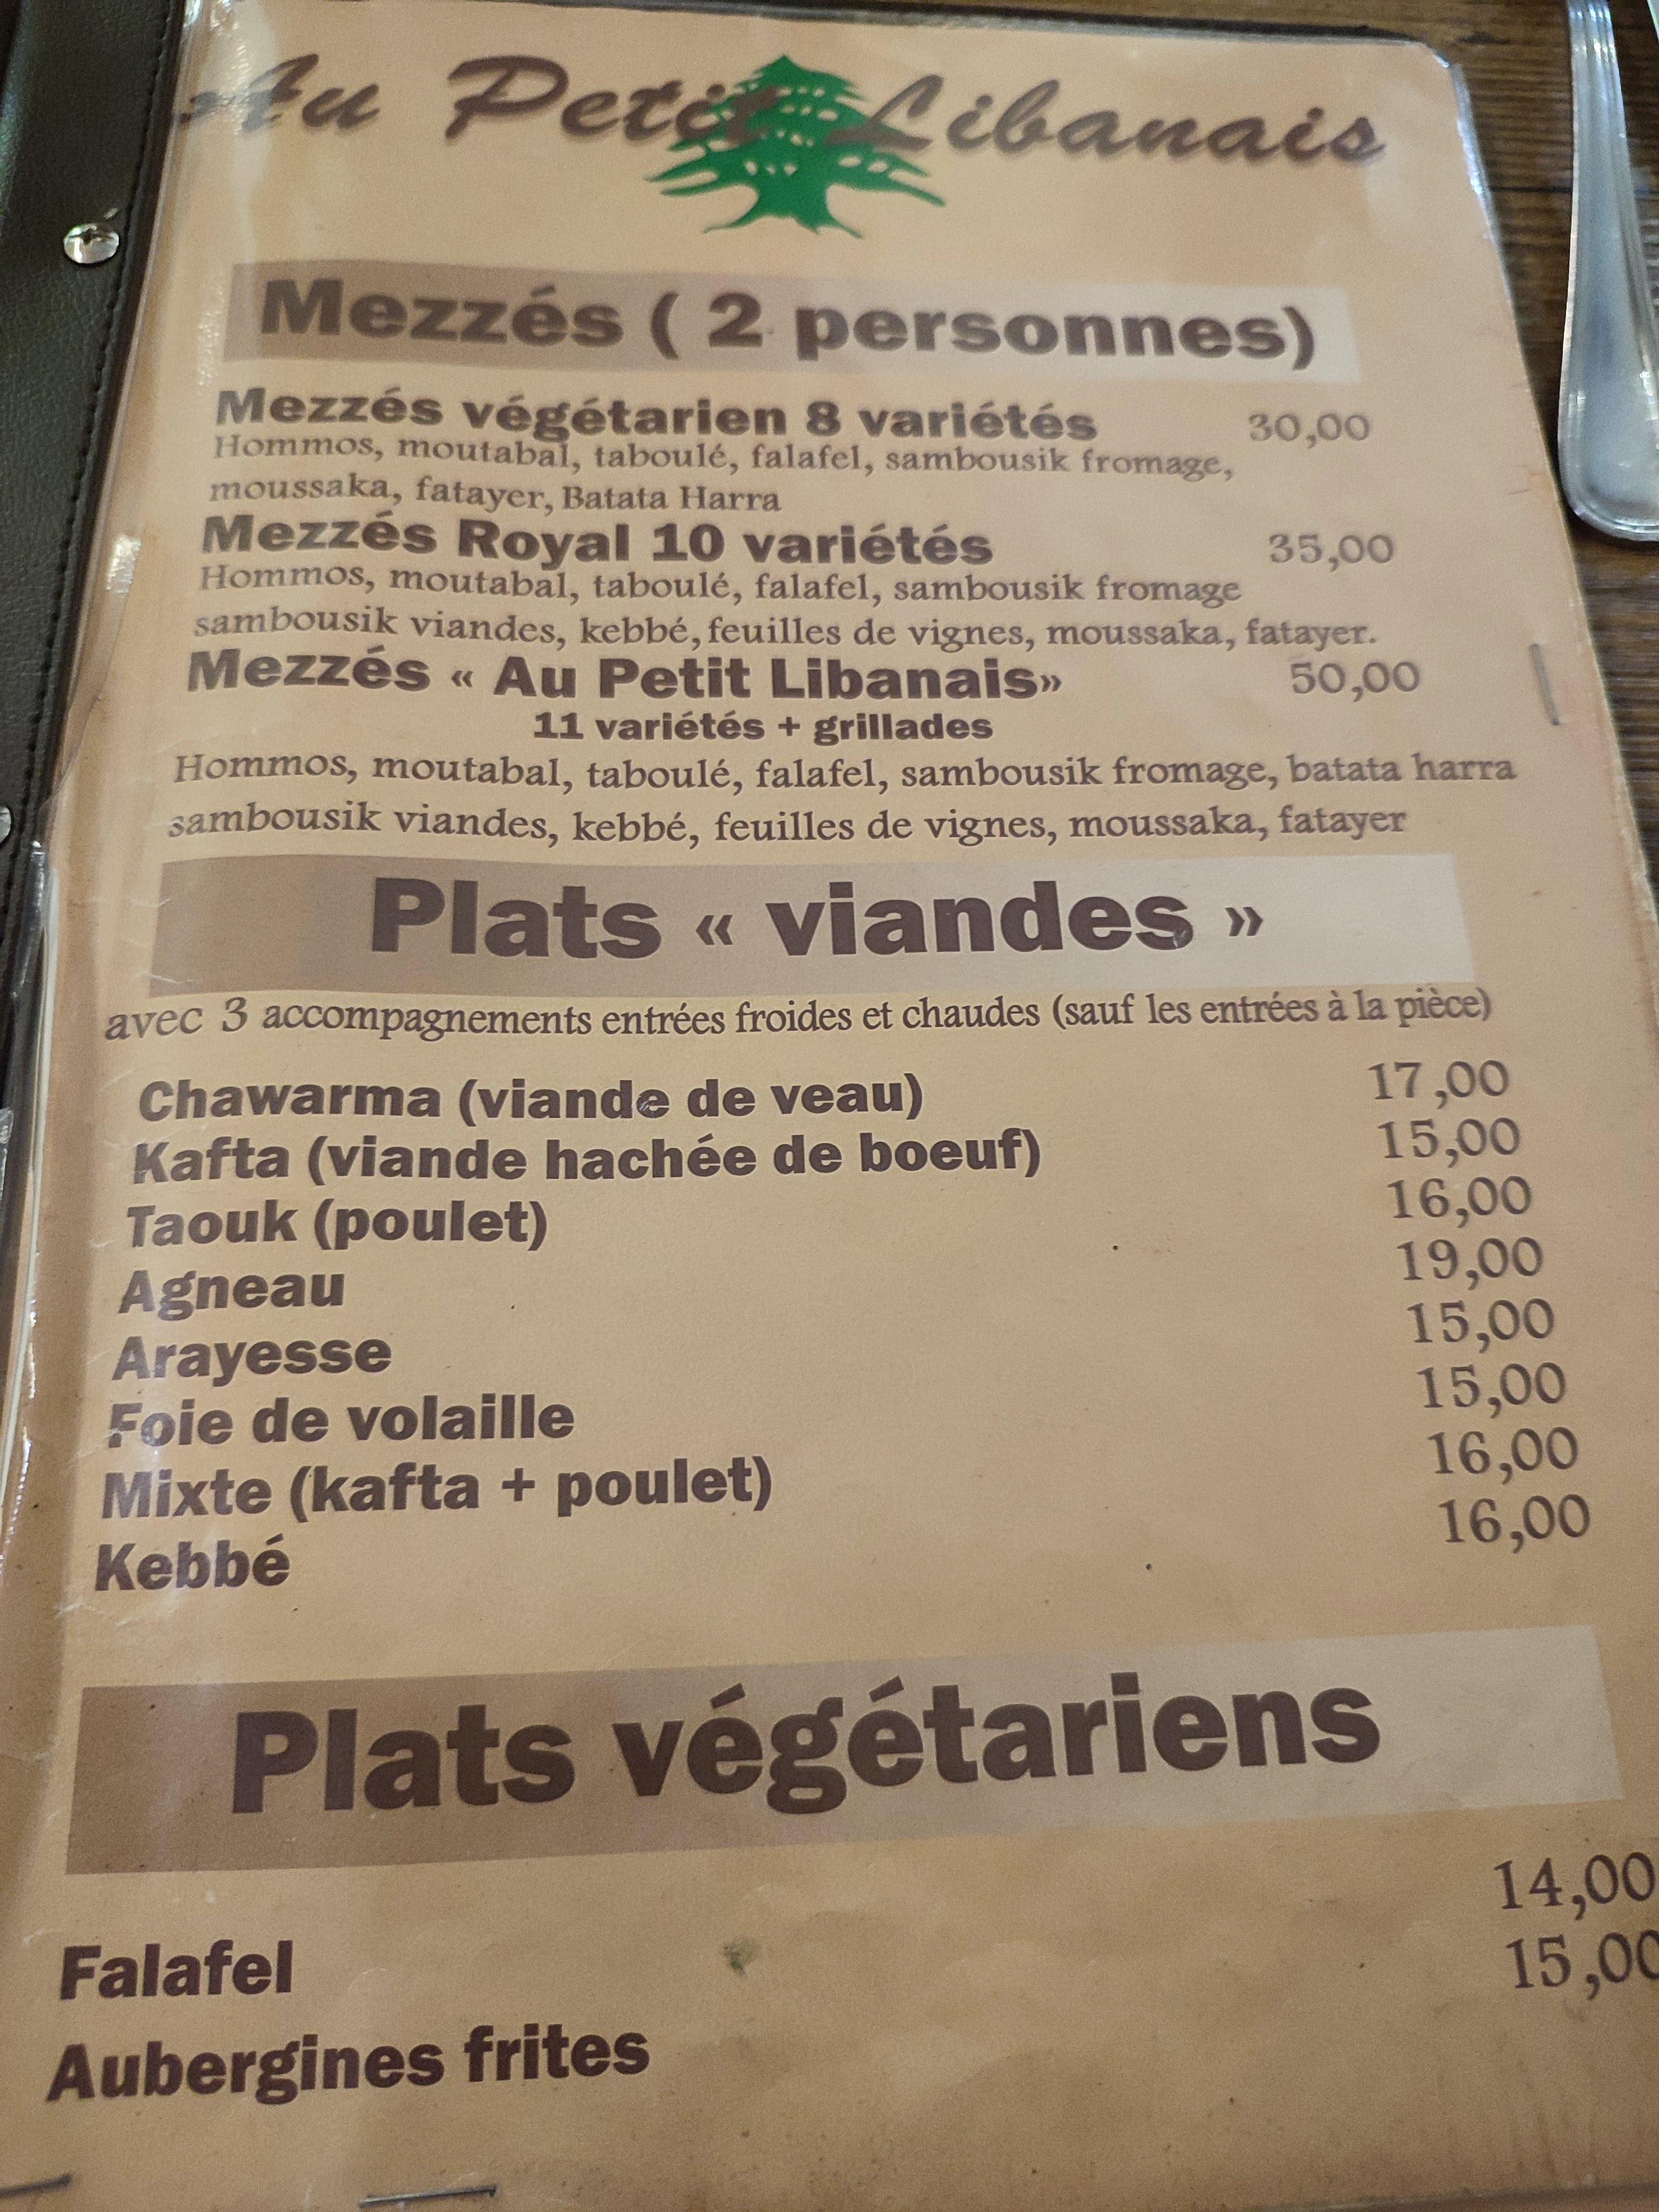 Au Petit Libanais
Mezzés ( 2 personnes)
Mezzés végétarien 8 variétés 30,00
Hommos, moutabal, taboulé, falafel, sambousik fromage,
moussaka, fatayer, Batata Harra
Mezzés Royal 10 variétés 35,00
Hommos, moutabal, taboulé, falafel, sambousik fromage
sambousik viandes, kebbé, feuilles de vignes, moussaka, fatayer.
Mezzés « Au Petit Libanais» 50,00
11 variétés + grillades
Hommos, moutabal, taboulé, falafel, sambousik fromage, batata harra
sambousik viandes, kebbé, feuilles de vignes, moussaka, fatayer
Plats « viandes »
avec 3 accompagnements entrées froides et chaudes (sauf les entrées à la pièce)
Chawarma (viande de veau) 17,00
Kafta (viande hachée de boeuf) 15,00
Taouk (poulet) 16,00
Agneau 19,00
Arayesse 15,00
Foie de volaille 15,00
Mixte (kafta + poulet) 16,00
Kebbé 16,00
Plats végétariens
Falafel 14,00
Aubergines frites 15,00